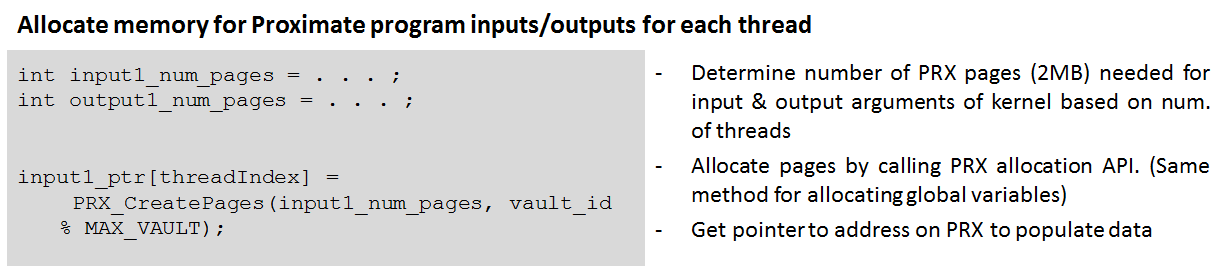 Allocate memory for Proximate program inputs/outputs for each thread
int input1_num_pages = . . . ;
int output1_num_pages = . . . ;
input1_ptr[threadIndex] =
PRX_CreatePages(input1_num_pages, vault_id
% MAX_VAULT);
- Determine number of PRX pages (2MB) needed for
input & output arguments of kernel based on num.
of threads
- Allocate pages by calling PRX allocation API. (Same
method for allocating global variables)
- Get pointer to address on PRX to populate data